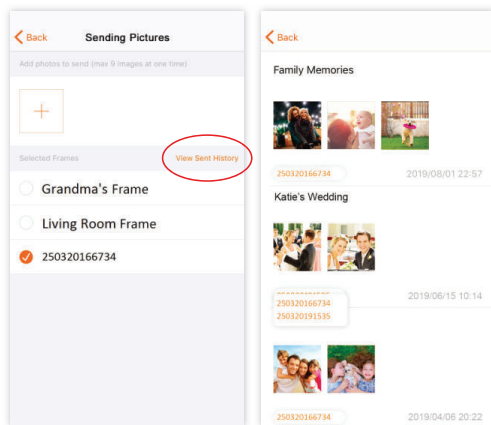 Back
Sending Pictures
Add photos to send (max 9 images at one time)
Selected Frames
View Sent History
Grandma's Frame
Living Room Frame
250320166734
Back
Family Memories
250320166734
2019/08/01 22:57
Katie's Wedding
250320166734
250320191535
2019/06/15 10:14
250320166734
2019/04/06 20:22